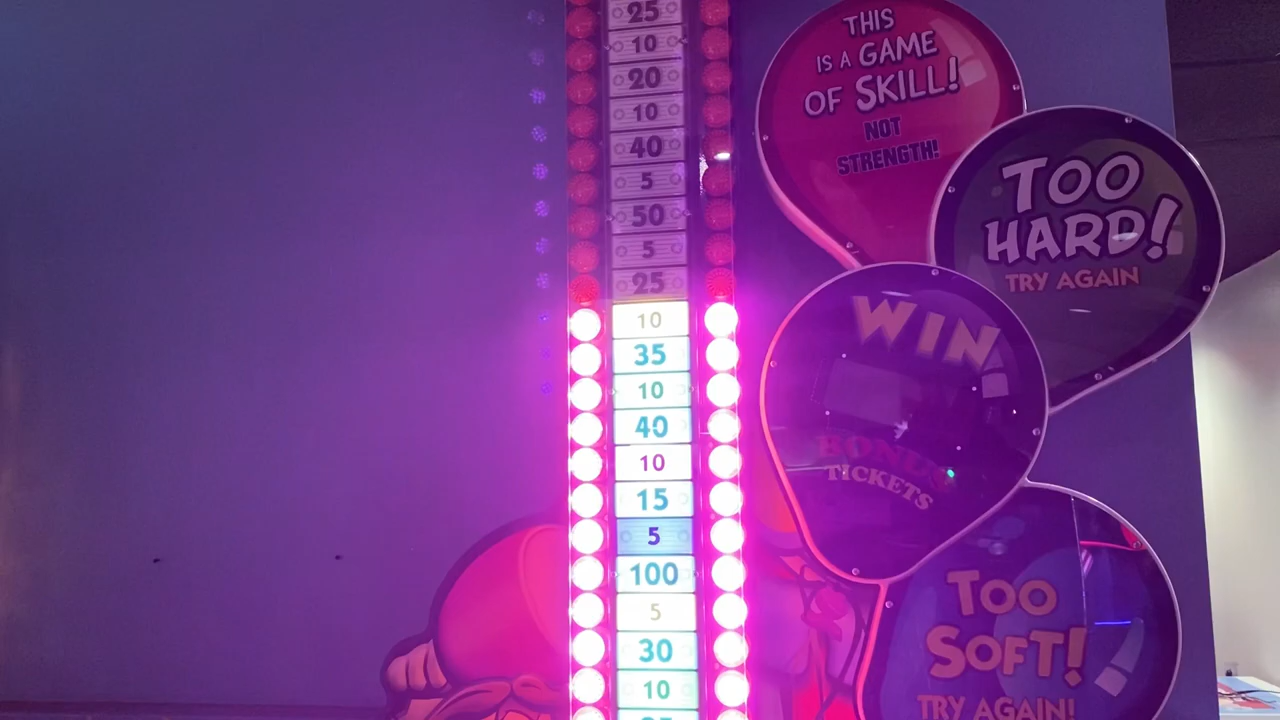 25
10
20
10
40
5
50
5
25
10
35
10
40
10
15
5
100
5
30
10
THIS
IS A GAME
OF SKILL!
NOT
STRENGTH!
TOO
HARD!
TRY AGAIN
WIN
BONUS
TICKETS
TOO
SOFT!
TRY AGAIN!